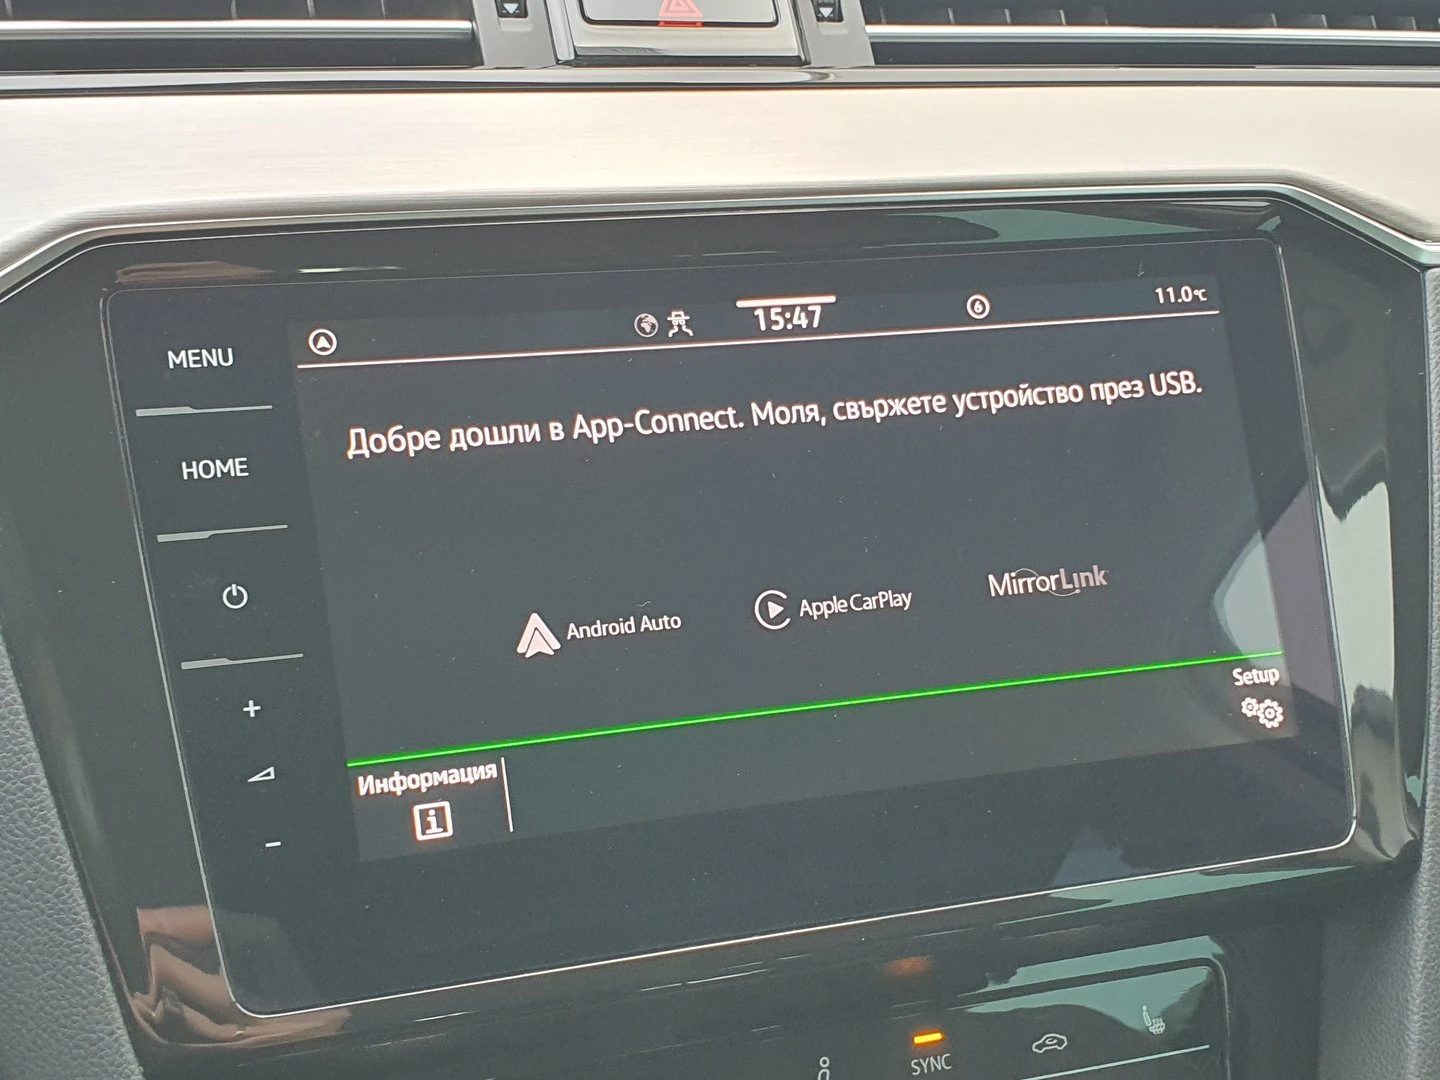 15:47
6
11.0°C
MENU
HOME
Добре дошли в App-Connect. Моля, свържете устройство през USB.
Android Auto
Apple CarPlay
MirrorLink
Setup
Информация
i
+
-
SYNC